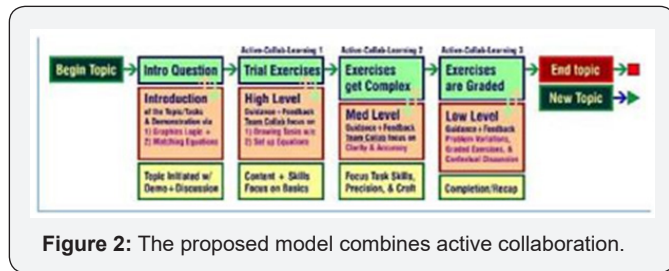 Active-Collab-Learning 1
Active-Collab-Learning 2
Active-Collab-Learning 3
Begin Topic
Intro Question
Trial Exercises
Exercises
get Complex
Exercises
are Graded
End topic
New Topic
Introduction
of the Topic/Tasks
& Demonstration via
1) Graphics Logic +
2) Matching Equations
High Level
Guidance + Feedback
Team Collab focus on
1) Drawing
2) Set up Equations
Med Level
Guidance + Feedback
Team Collab focus on
Clarity & Accuracy
Low Level
Guidance + Feedback
Problem Variations,
Graded Exercises, &
Contextual Discussion
Topic Initiated w/
Demo + Discussion
Content + Skills
Focus on Basics
Focus Task Skills,
Precision, & Craft
Completion/Recap
Figure 2: The proposed model combines active collaboration.